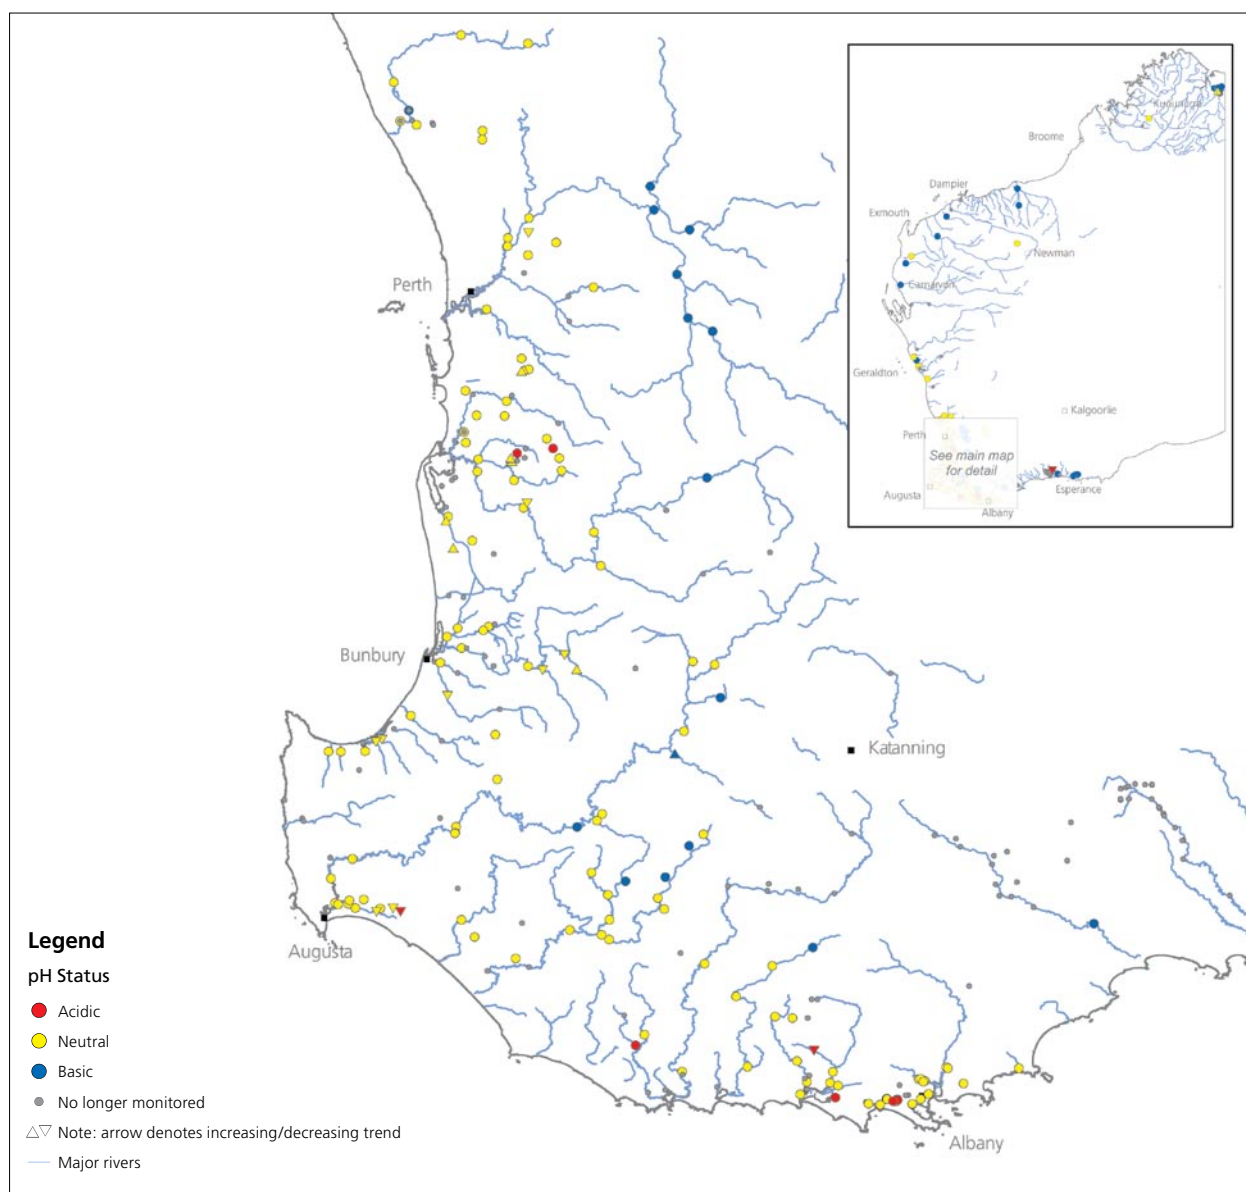 Kununurra
Broome
Dampier
Exmouth
Newman
Carnarvon
Geraldton
Kalgoorlie
Perth
See main map
for detail
Augusta
Esperance
Albany
Perth
Bunbury
Katanning
Augusta
Albany
Legend
pH Status
Acidic
Neutral
Basic
No longer monitored
Note: arrow denotes increasing/decreasing trend
Major rivers